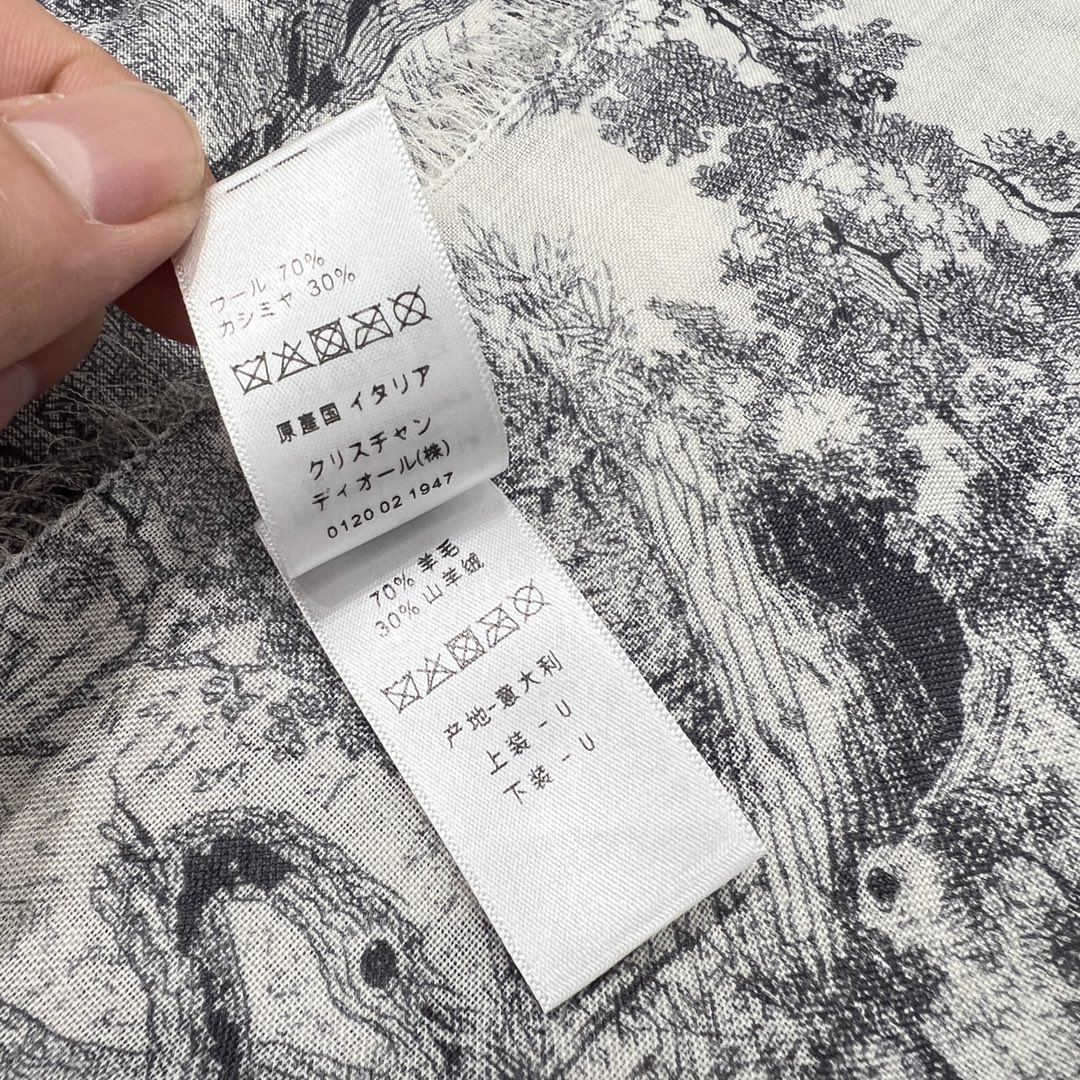 ウール 70%
カシミヤ 30%
原産国 イタリア
クリスチャン
ディオール(株)
0120 02 1947
70% 羊毛
30% 山羊绒
产地-意大利
上装 - U
下装 - U